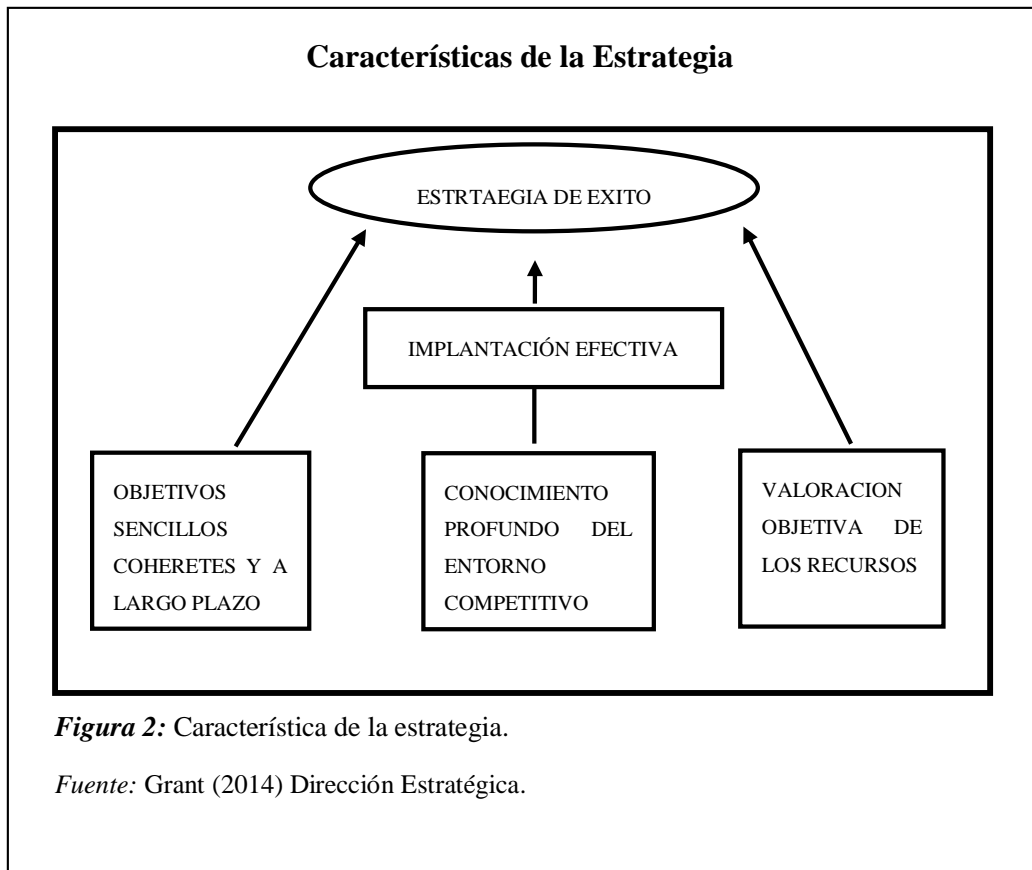 Características de la Estrategia
ESTRTAEGIA DE EXITO
IMPLANTACIÓN EFECTIVA
OBJETIVOS
SENCILLOS
COHERETES Y A
LARGO PLAZO
CONOCIMIENTO
PROFUNDO DEL
ENTORNO
COMPETITIVO
VALORACION
OBJETIVA DE
LOS RECURSOS
Figura 2: Característica de la estrategia.
Fuente: Grant (2014) Dirección Estratégica.